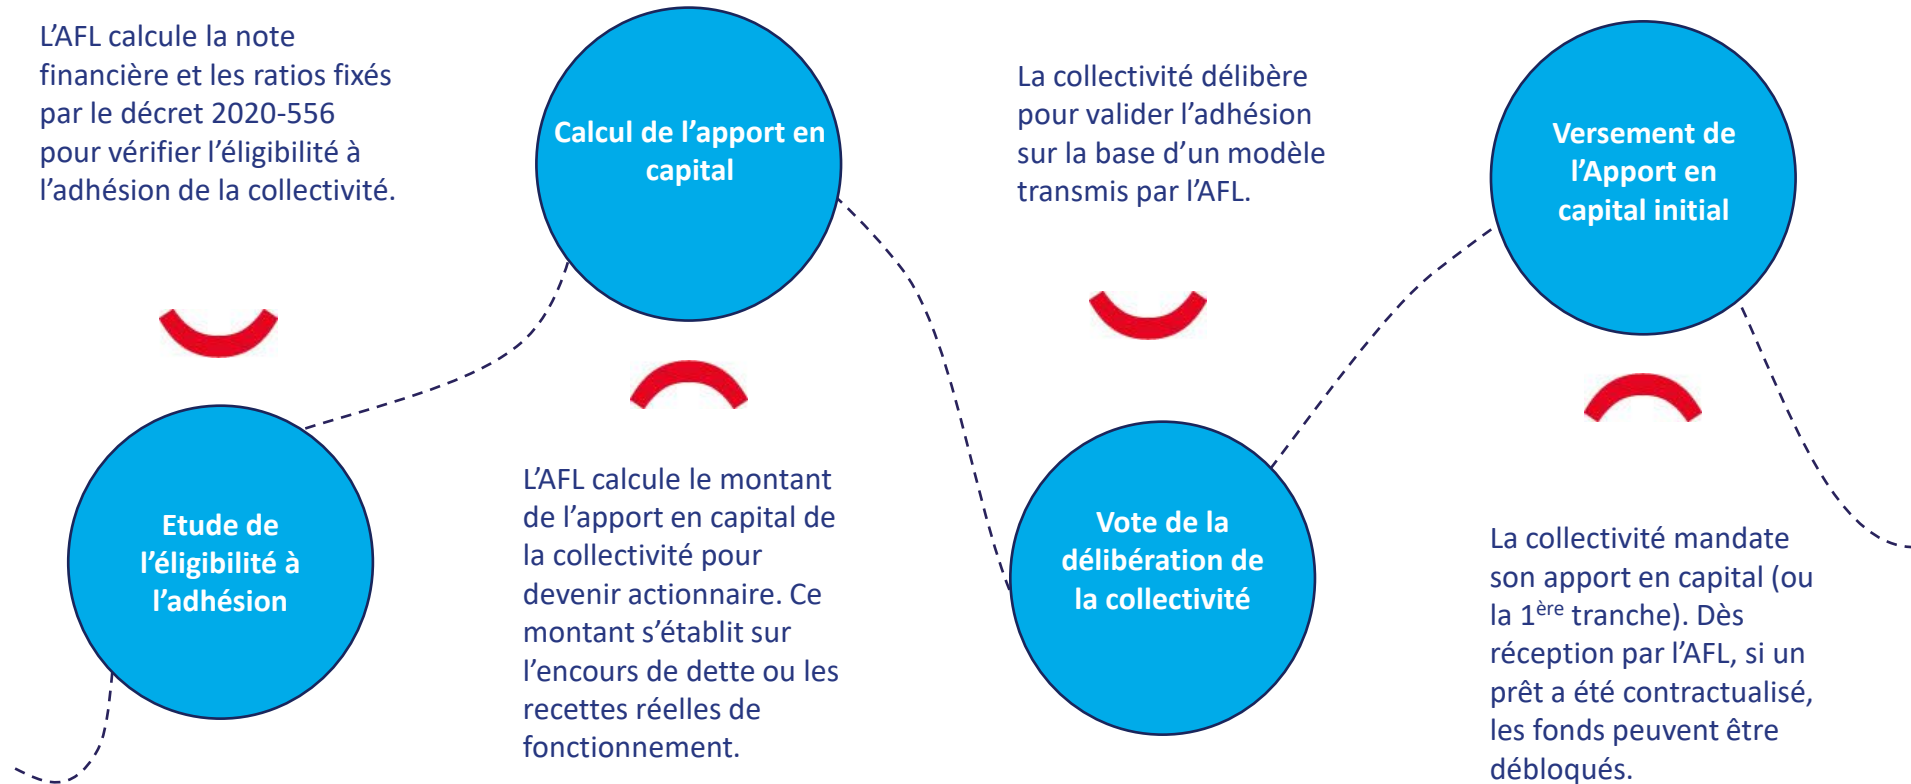 L’AFL calcule la note
financière et les ratios fixés
par le décret 2020-556
pour vérifier l’éligibilité à
l’adhésion de la collectivité.
Etude de
l’éligibilité à
l’adhésion
Calcul de l’apport en
capital
L’AFL calcule le montant
de l’apport en capital de
la collectivité pour
devenir actionnaire. Ce
montant s’établit sur
l’encours de dette ou les
recettes réelles de
fonctionnement.
La collectivité délibère
pour valider l’adhésion
sur la base d’un modèle
transmis par l’AFL.
Vote de la
délibération de
la collectivité
Versement de
l’Apport en
capital initial
La collectivité mandate
son apport en capital (ou
la 1ère tranche). Dès
réception par l’AFL, si un
prêt a été contractualisé,
les fonds peuvent être
débloqués.